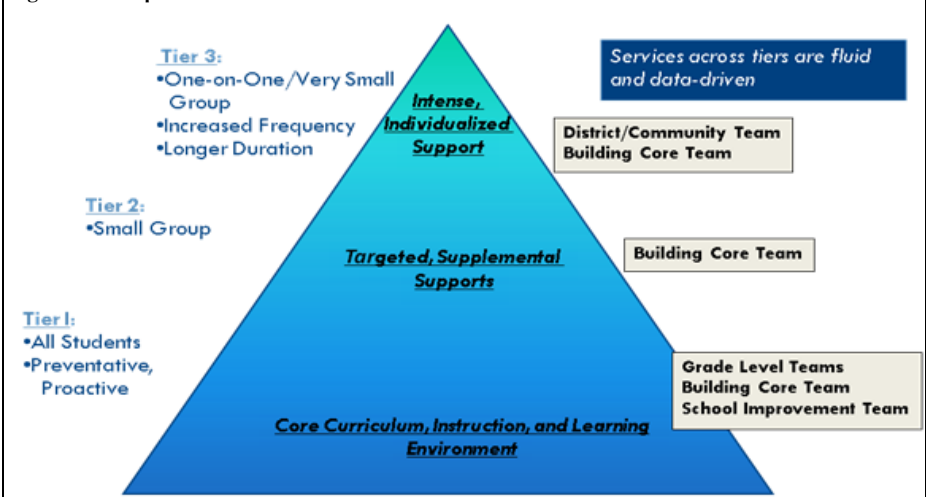 Tier 3:
•One-on-One/Very Small
Group
•Increased Frequency
•Longer Duration
Intense,
Individualized
Support
Services across tiers are fluid
and data-driven
District/Community Team
Building Core Team
Tier 2:
•Small Group
Targeted, Supplemental
Supports
Building Core Team
Tier I:
•All Students
•Preventative,
Proactive
Core Curriculum, Instruction, and Learning
Environment
Grade Level Teams
Building Core Team
School Improvement Team